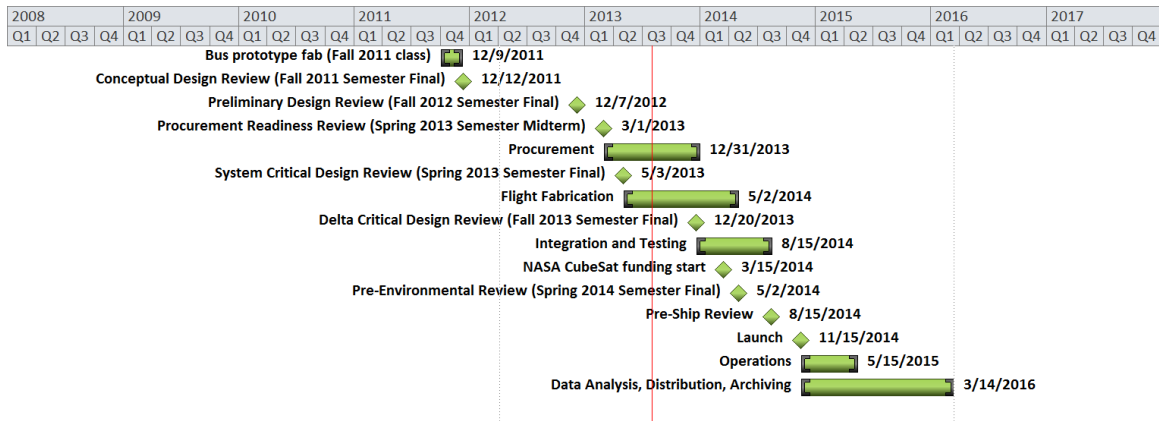 2008 2009 2010 2011 2012 2013 2014 2015 2016 2017
Q1 Q2 Q3 Q4 Q1 Q2 Q3 Q4 Q1 Q2 Q3 Q4 Q1 Q2 Q3 Q4 Q1 Q2 Q3 Q4 Q1 Q2 Q3 Q4 Q1 Q2 Q3 Q4 Q1 Q2 Q3 Q4 Q1 Q2 Q3 Q4 Q1 Q2 Q3 Q4
Bus prototype fab (Fall 2011 class) 12/9/2011
Conceptual Design Review (Fall 2011 Semester Final) 12/12/2011
Preliminary Design Review (Fall 2012 Semester Final) 12/7/2012
Procurement Readiness Review (Spring 2013 Semester Midterm) 3/1/2013
Procurement 12/31/2013
System Critical Design Review (Spring 2013 Semester Final) 5/3/2013
Flight Fabrication 5/2/2014
Delta Critical Design Review (Fall 2013 Semester Final) 12/20/2013
Integration and Testing 8/15/2014
NASA CubeSat funding start 3/15/2014
Pre-Environmental Review (Spring 2014 Semester Final) 5/2/2014
Pre-Ship Review 8/15/2014
Launch 11/15/2014
Operations 5/15/2015
Data Analysis, Distribution, Archiving 3/14/2016